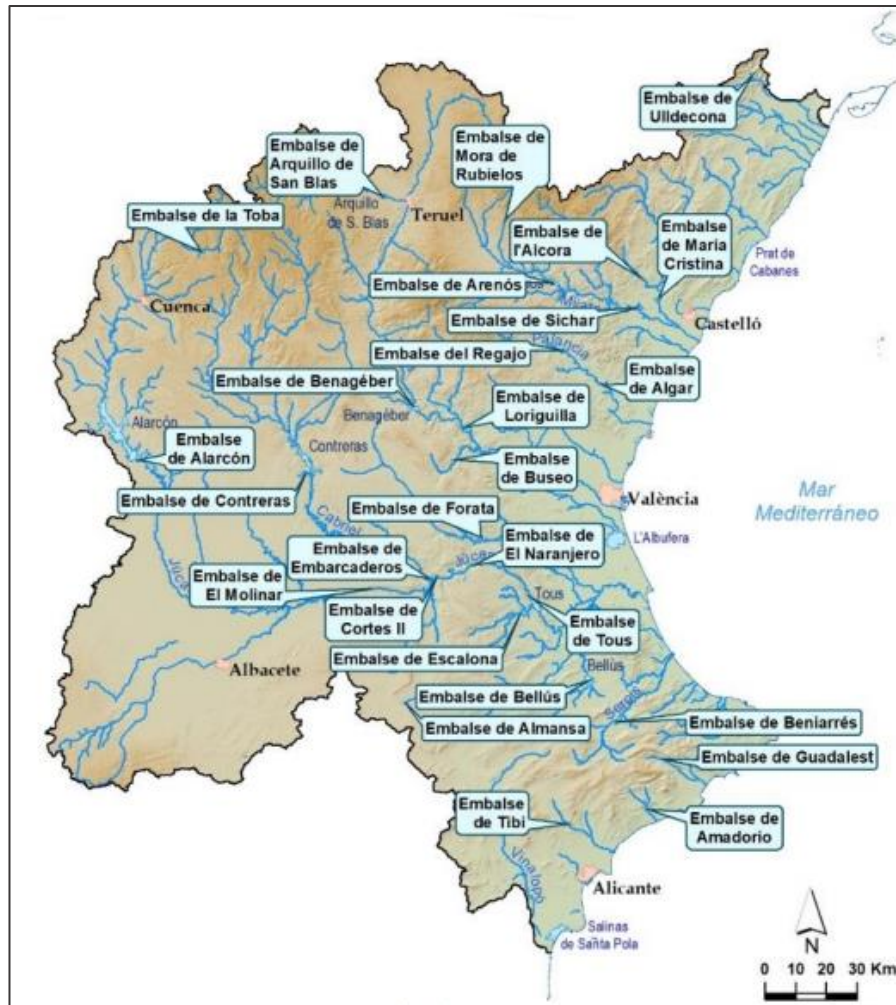 Embalse de
Ulldecona
Embalse de
Arquillo de
San Blas
Embalse de
Mora de
Rubielos
Arquillo
de S. Blas
Teruel
Embalse de la Toba
Embalse de
l'Alcora
Embalse
de María
Cristina
Prat de
Cabanes
Embalse de Arenós
Cuenca
Embalse de Sichar
Castelló
Palancia
Embalse del Regajo
Embalse
de Algar
Embalse de Benagéber
Embalse de
Loriguilla
Benagéber
Alarcón
Contreras
Embalse
de Alarcón
Embalse
de Buseo
Embalse de Contreras
València
Mar
Mediterráneo
Embalse de Forata
Cabriel
L'Albufera
Embalse de
El Naranjero
Embalse de
Embarcaderos
Júcar
Júcar
Embalse de
El Molinar
Tous
Embalse de
Cortes II
Embalse
de Tous
Embalse de Escalona
Albacete
Bellús
Embalse de Bellús
Serpis
Embalse de Almansa
Embalse de Beniarrés
Embalse de Guadalest
Embalse
de Tibi
Embalse de
Amadorio
Vinalopó
Alicante
Salinas
de Santa Pola
N
0 10 20 30 Km